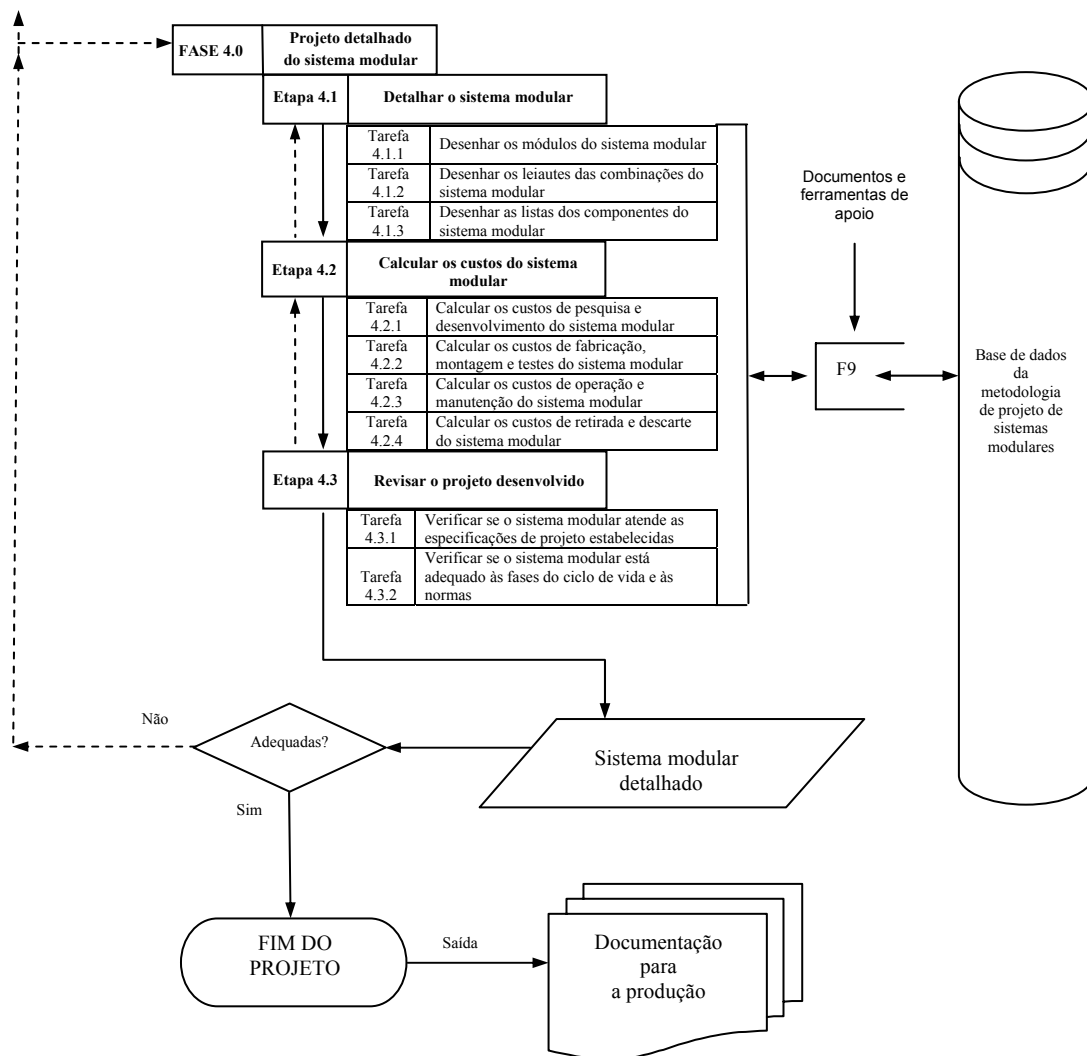 FASE 4.0
Projeto detalhado
do sistema modular
Etapa 4.1
Detalhar o sistema modular
Tarefa
4.1.1
Desenhar os módulos do sistema modular
Tarefa
4.1.2
Desenhar os leiautes das combinações do
sistema modular
Tarefa
4.1.3
Desenhar as listas dos componentes do
sistema modular
Etapa 4.2
Calcular os custos do sistema
modular
Tarefa
4.2.1
Calcular os custos de pesquisa e
desenvolvimento do sistema modular
Tarefa
4.2.2
Calcular os custos de fabricação,
montagem e testes do sistema modular
Tarefa
4.2.3
Calcular os custos de operação e
manutenção do sistema modular
Tarefa
4.2.4
Calcular os custos de retirada e descarte
do sistema modular
Etapa 4.3
Revisar o projeto desenvolvido
Tarefa
4.3.1
Verificar se o sistema modular atende as
especificações de projeto estabelecidas
Tarefa
4.3.2
Verificar se o sistema modular está
adequado às fases do ciclo de vida e às
normas
Documentos e
ferramentas de
apoio
F9
Base de dados
da
metodologia
de projeto de
sistemas
modulares
Não
Adequadas?
Sim
Sistema modular
detalhado
FIM DO
PROJETO
Saída
Documentação
para
a produção